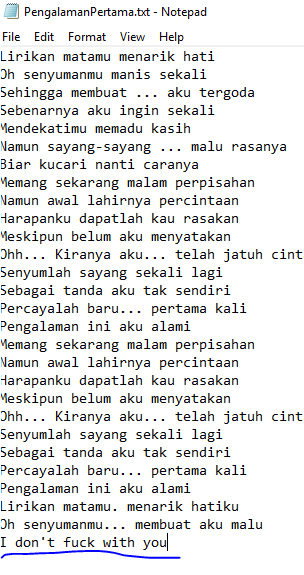 PengalamanPertama.txt - Notepad
File Edit Format View Help
Lirikan matamu menarik hati
Oh senyumanmu manis sekali
Sehingga membuat ... aku tergoda
Sebenarnya aku ingin sekali
Mendekatimu memadu kasih
Namun sayang-sayang ... malu rasanya
Biar kucari nanti caranya
Memang sekarang malam perpisahan
Namun awal lahirnya percintaan
Harapanku dapatlah kau rasakan
Meskipun belum aku menyatakan
Ohh... Kiranya aku... telah jatuh cint
Senyumlah sayang sekali lagi
Sebagai tanda aku tak sendiri
Percayalah baru... pertama kali
Pengalaman ini aku alami
Memang sekarang malam perpisahan
Namun awal lahirnya percintaan
Harapanku dapatlah kau rasakan
Meskipun belum aku menyatakan
Ohh... Kiranya aku... telah jatuh cint
Senyumlah sayang sekali lagi
Sebagai tanda aku tak sendiri
Percayalah baru... pertama kali
Pengalaman ini aku alami
Lirikan matamu. menarik hatiku
Oh senyumanmu... membuat aku malu
I don't fuck with you